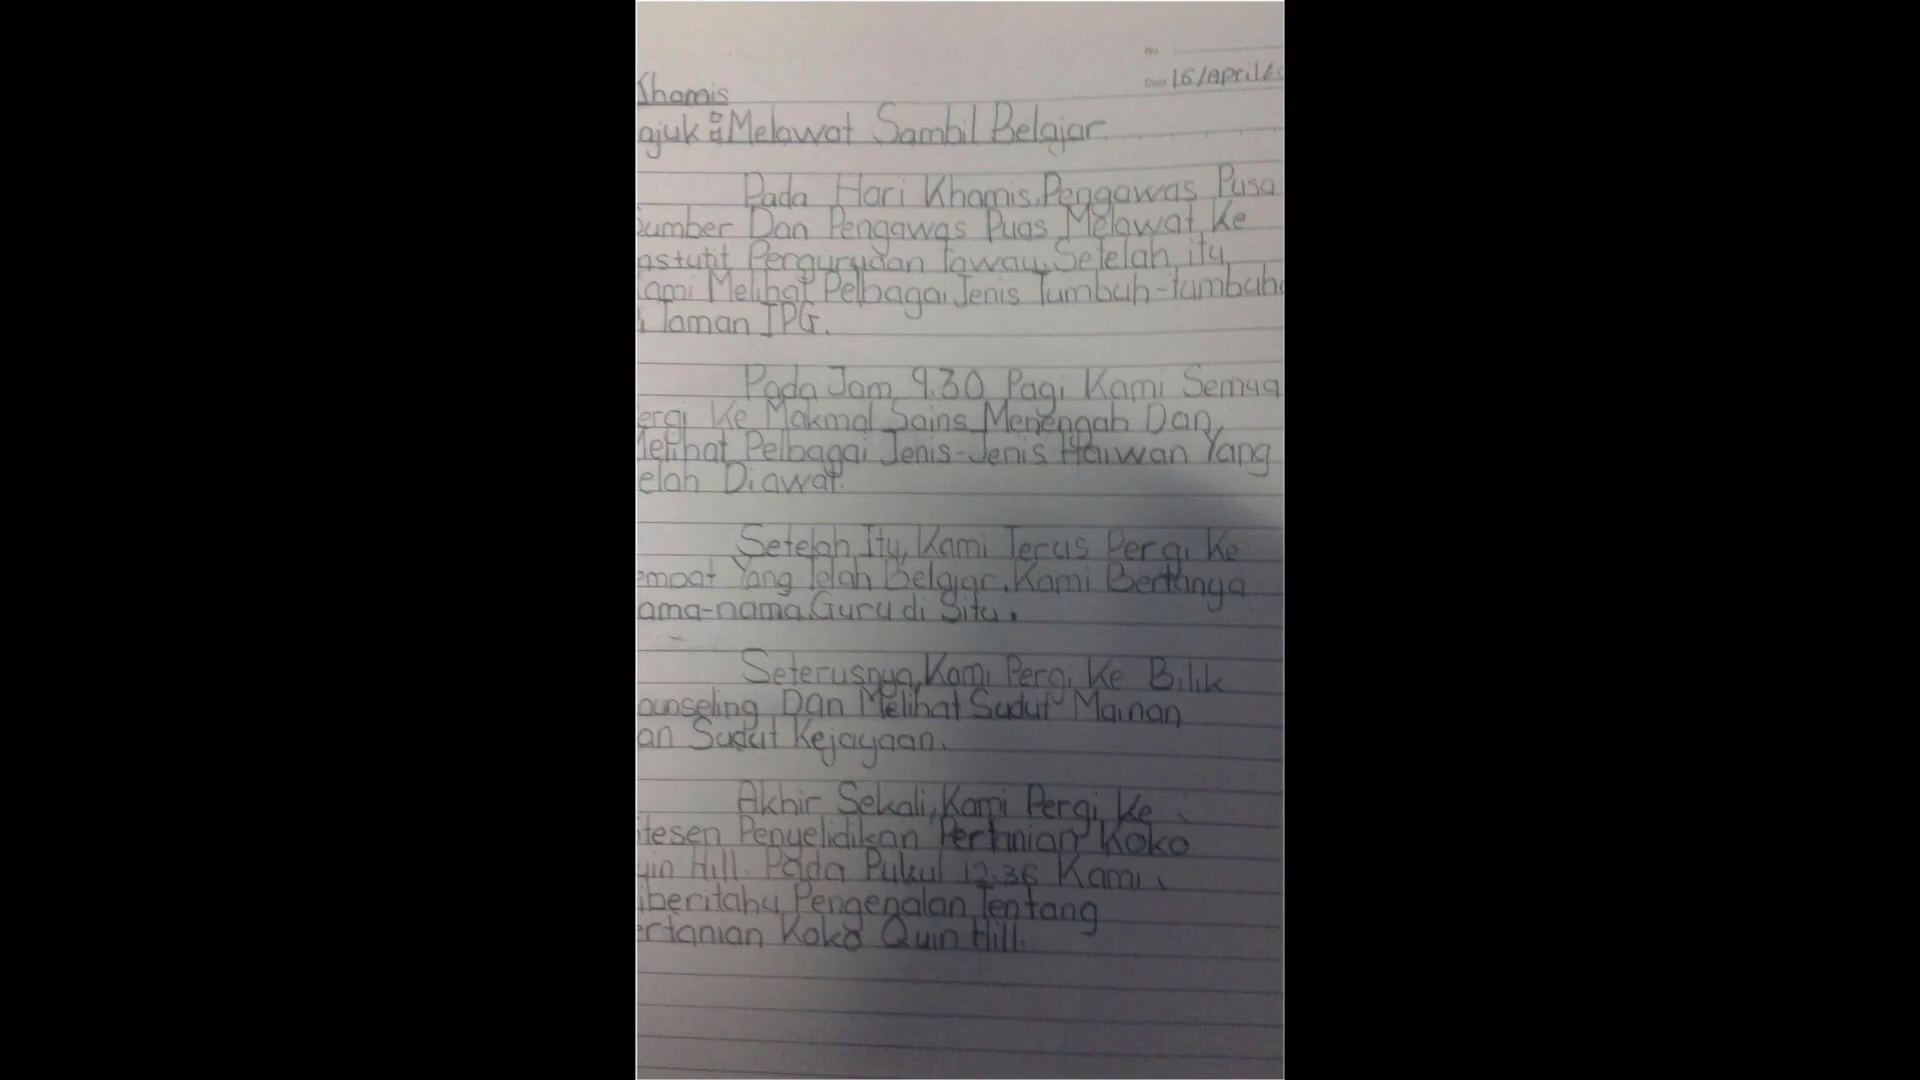 No.
Date 16/April/
Khamis
ajuk : Melawat Sambil Belajar
Pada Hari Khamis, Pengawas Pusa
Sumber Dan Pengawas Puas Melawat Ke
nstutit Perguruan Tawau. Setelah itu
kami Melihat Pelbagai Jenis Tumbuh-tumbuha
i Taman IPG.
Pada Jam 9.30 Pagi Kami Semua
ergi Ke Makmal Sains Menengah Dan
Melihat Pelbagai Jenis-Jenis Haiwan Yang
elah Diawat.
Setelah Itu, Kami Terus Pergi Ke
empat Yang Telah Belajar. Kami Bertanya
ama-nama Guru di Situ.
Seterusnya, Kami Pergi Ke Bilik
ounseling Dan Melihat Sudut Mainan
an Sudut Kejayaan.
Akhir Sekali, Kami Pergi Ke
itesen Penyelidikan Pertanian Koko
uin Hill. Pada Pukul 12.36 Kami
iberitahu Pengenalan Tentang
ertanian Koko Quin Hill.